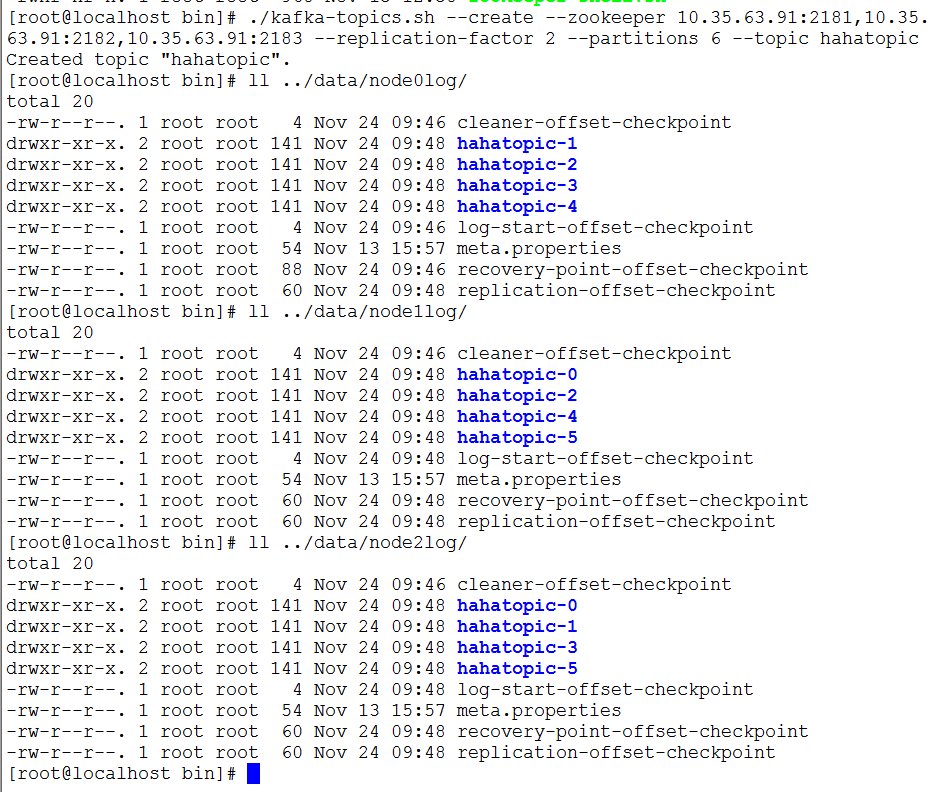 [root@localhost bin]# ./kafka-topics.sh --create --zookeeper 10.35.63.91:2181,10.35.
63.91:2182,10.35.63.91:2183 --replication-factor 2 --partitions 6 --topic hahatopic
Created topic "hahatopic".
[root@localhost bin]# ll ../data/node0log/
total 20
-rw-r--r--. 1 root root   4 Nov 24 09:46 cleaner-offset-checkpoint
drwxr-xr-x. 2 root root 141 Nov 24 09:48 hahatopic-1
drwxr-xr-x. 2 root root 141 Nov 24 09:48 hahatopic-2
drwxr-xr-x. 2 root root 141 Nov 24 09:48 hahatopic-3
drwxr-xr-x. 2 root root 141 Nov 24 09:48 hahatopic-4
-rw-r--r--. 1 root root   4 Nov 24 09:46 log-start-offset-checkpoint
-rw-r--r--. 1 root root  54 Nov 13 15:57 meta.properties
-rw-r--r--. 1 root root  88 Nov 24 09:46 recovery-point-offset-checkpoint
-rw-r--r--. 1 root root  60 Nov 24 09:48 replication-offset-checkpoint
[root@localhost bin]# ll ../data/node1log/
total 20
-rw-r--r--. 1 root root   4 Nov 24 09:46 cleaner-offset-checkpoint
drwxr-xr-x. 2 root root 141 Nov 24 09:48 hahatopic-0
drwxr-xr-x. 2 root root 141 Nov 24 09:48 hahatopic-2
drwxr-xr-x. 2 root root 141 Nov 24 09:48 hahatopic-4
drwxr-xr-x. 2 root root 141 Nov 24 09:48 hahatopic-5
-rw-r--r--. 1 root root   4 Nov 24 09:48 log-start-offset-checkpoint
-rw-r--r--. 1 root root  54 Nov 13 15:57 meta.properties
-rw-r--r--. 1 root root  60 Nov 24 09:48 recovery-point-offset-checkpoint
-rw-r--r--. 1 root root  60 Nov 24 09:48 replication-offset-checkpoint
[root@localhost bin]# ll ../data/node2log/
total 20
-rw-r--r--. 1 root root   4 Nov 24 09:46 cleaner-offset-checkpoint
drwxr-xr-x. 2 root root 141 Nov 24 09:48 hahatopic-0
drwxr-xr-x. 2 root root 141 Nov 24 09:48 hahatopic-1
drwxr-xr-x. 2 root root 141 Nov 24 09:48 hahatopic-3
drwxr-xr-x. 2 root root 141 Nov 24 09:48 hahatopic-5
-rw-r--r--. 1 root root   4 Nov 24 09:48 log-start-offset-checkpoint
-rw-r--r--. 1 root root  54 Nov 13 15:57 meta.properties
-rw-r--r--. 1 root root  60 Nov 24 09:48 recovery-point-offset-checkpoint
-rw-r--r--. 1 root root  60 Nov 24 09:48 replication-offset-checkpoint
[root@localhost bin]#